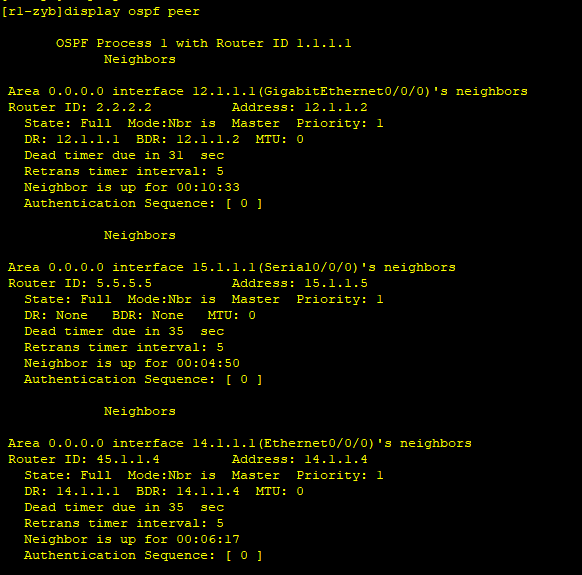 [r1-zyb]display ospf peer
OSPF Process 1 with Router ID 1.1.1.1
Neighbors
Area 0.0.0.0 interface 12.1.1.1(GigabitEthernet0/0/0)'s neighbors
Router ID: 2.2.2.2 Address: 12.1.1.2
State: Full Mode:Nbr is Master Priority: 1
DR: 12.1.1.1 BDR: 12.1.1.2 MTU: 0
Dead timer due in 31 sec
Retrans timer interval: 5
Neighbor is up for 00:10:33
Authentication Sequence: [ 0 ]
Neighbors
Area 0.0.0.0 interface 15.1.1.1(Serial0/0/0)'s neighbors
Router ID: 5.5.5.5 Address: 15.1.1.5
State: Full Mode:Nbr is Master Priority: 1
DR: None BDR: None MTU: 0
Dead timer due in 35 sec
Retrans timer interval: 5
Neighbor is up for 00:04:50
Authentication Sequence: [ 0 ]
Neighbors
Area 0.0.0.0 interface 14.1.1.1(Ethernet0/0/0)'s neighbors
Router ID: 45.1.1.4 Address: 14.1.1.4
State: Full Mode:Nbr is Master Priority: 1
DR: 14.1.1.1 BDR: 14.1.1.4 MTU: 0
Dead timer due in 35 sec
Retrans timer interval: 5
Neighbor is up for 00:06:17
Authentication Sequence: [ 0 ]